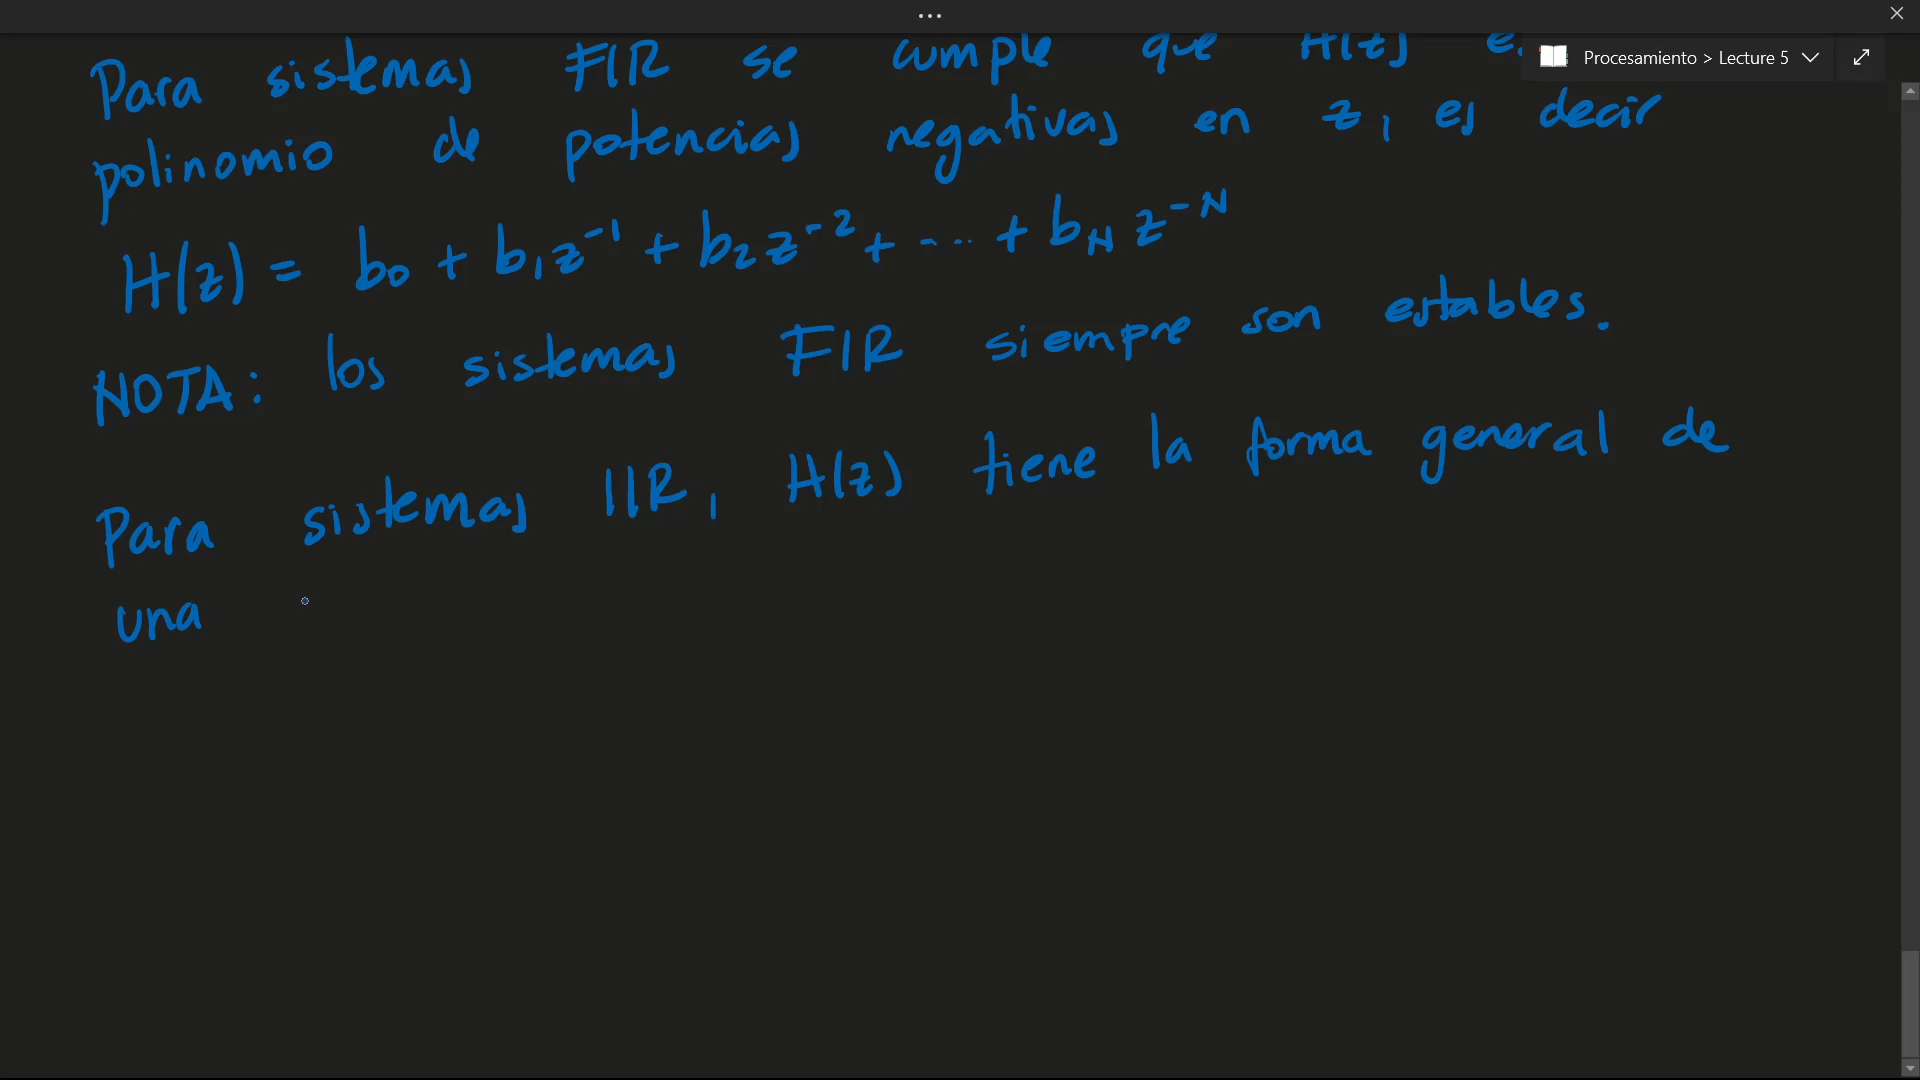 Procesamiento > Lecture 5
Para sistemas FIR se cumple que H(z)
polinomio de potencias negativas en z, es decir
H(z) = b₀ + b₁z⁻¹ + b₂z⁻² + ... + b_N z^-N
NOTA: los sistemas FIR siempre son estables.
Para sistemas IIR, H(z) tiene la forma general de
una